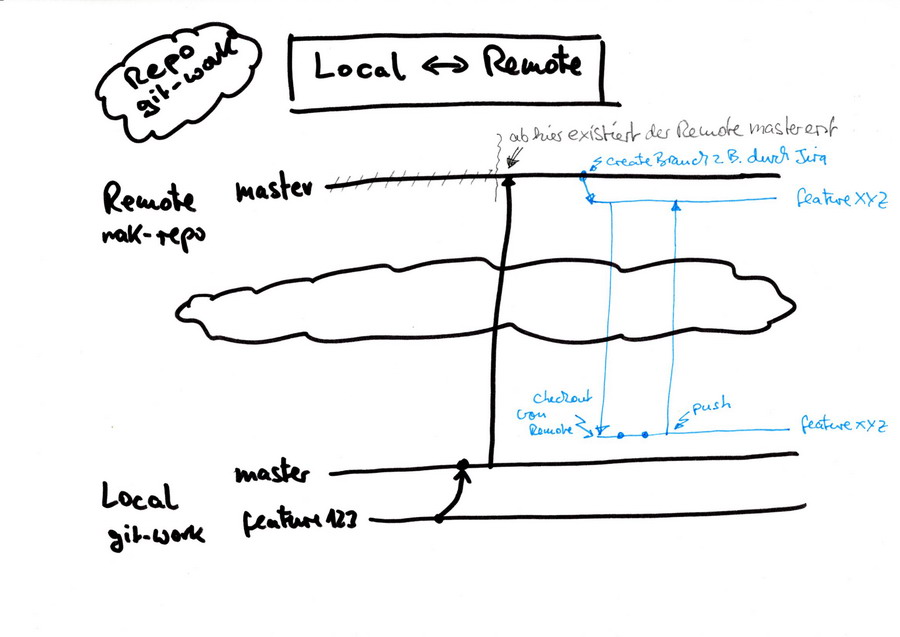 Repo
git-work
Local ↔ Remote
ab hier existiert der Remote master erst
create Branch z.B. durch Jira
Remote
nak-repo
master
feature XYZ
checkout
von
Remote
push
feature XYZ
master
Local
git-work
feature 123